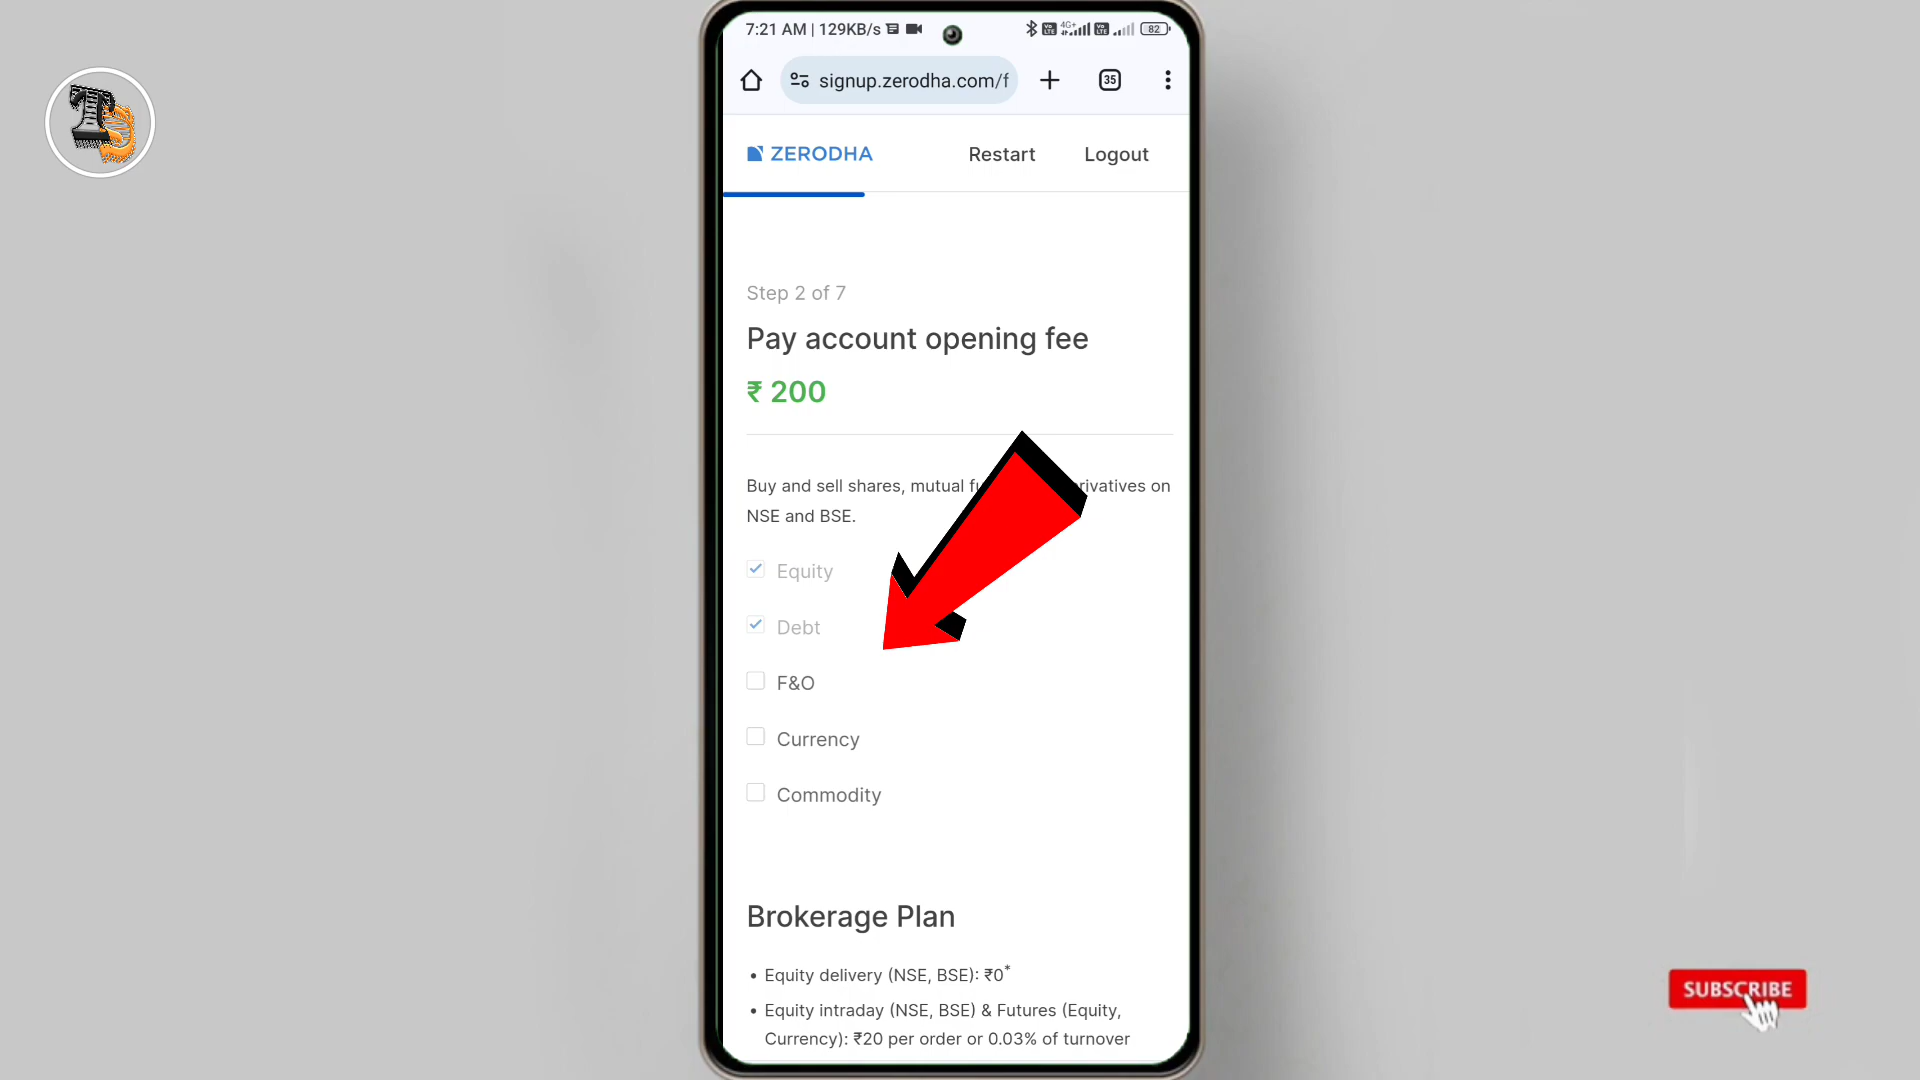 7:21 AM | 129KB/s
4G+
82
signup.zerodha.com/f
35
ZERODHA
Restart
Logout
Step 2 of 7
Pay account opening fee
₹ 200
Buy and sell shares, mutual rivatives on
NSE and BSE.
Equity
Debt
F&O
Currency
Commodity
Brokerage Plan
• Equity delivery (NSE, BSE): ₹0*
• Equity intraday (NSE, BSE) & Futures (Equity,
Currency): ₹20 per order or 0.03% of turnover
SUBSCRIBE